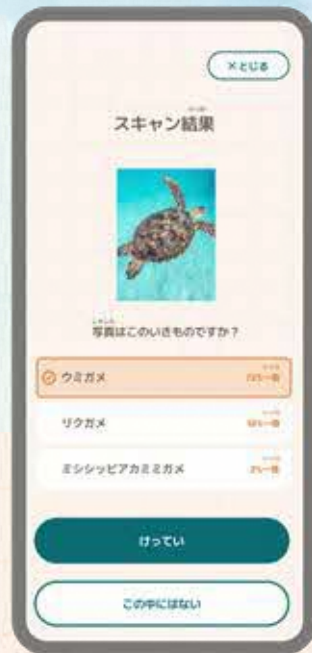 ×とじる
スキャン結果
写真はこのいきものですか？
ウミガメ
リクガメ
ミシシッピアカミミガメ
けってい
この中にはない